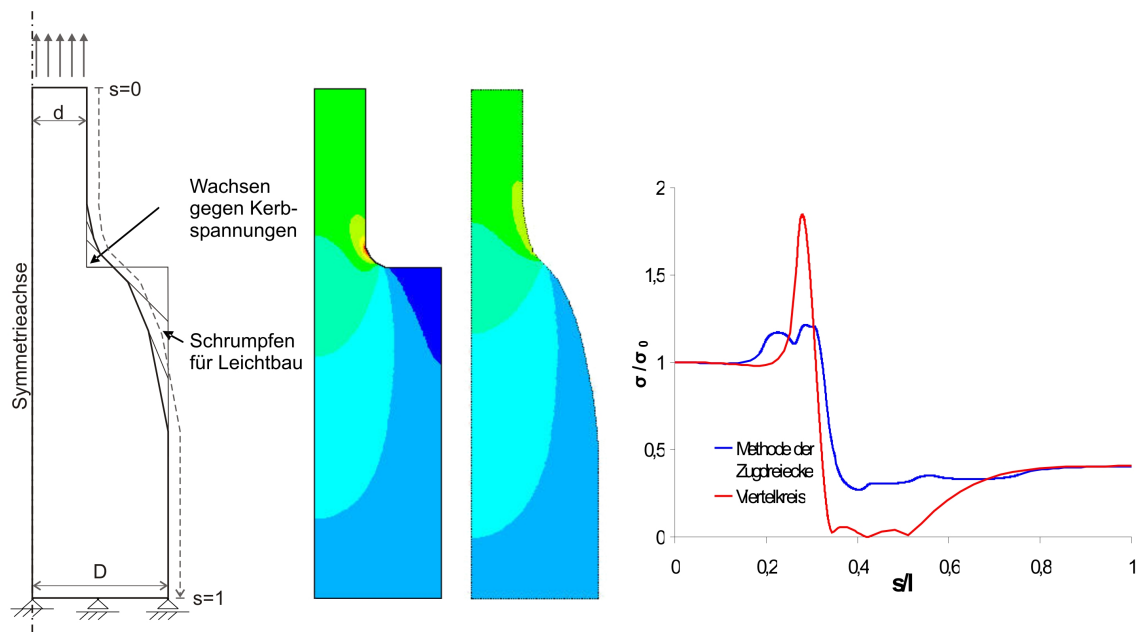 s=0
d
Wachsen
gegen Kerb-
spannungen
Schrumpfen
für Leichtbau
Symmetrieachse
D
s=1
σ/σ0
2
1,5
1
0,5
0
Methode der
Zugdreiecke
Viertelkreis
0
0,2
0,4
0,6
0,8
1
s/l